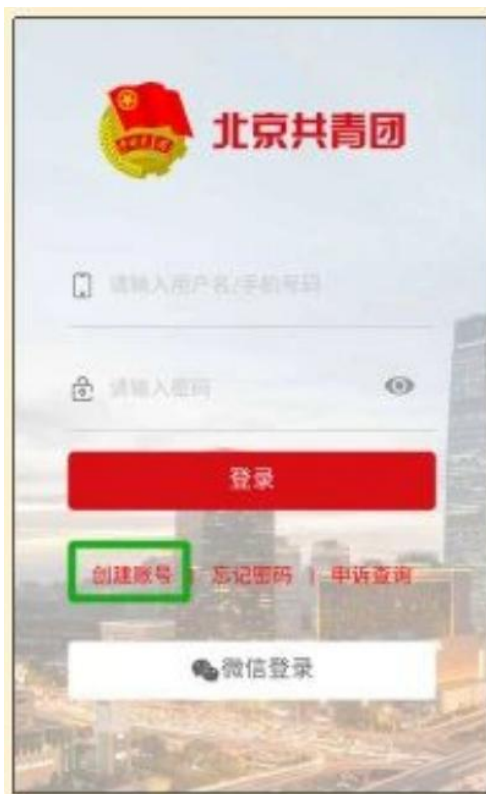 北京共青团
请输入用户名/手机号码
请输入密码
登录
创建账号 | 忘记密码 | 申诉查询
微信登录